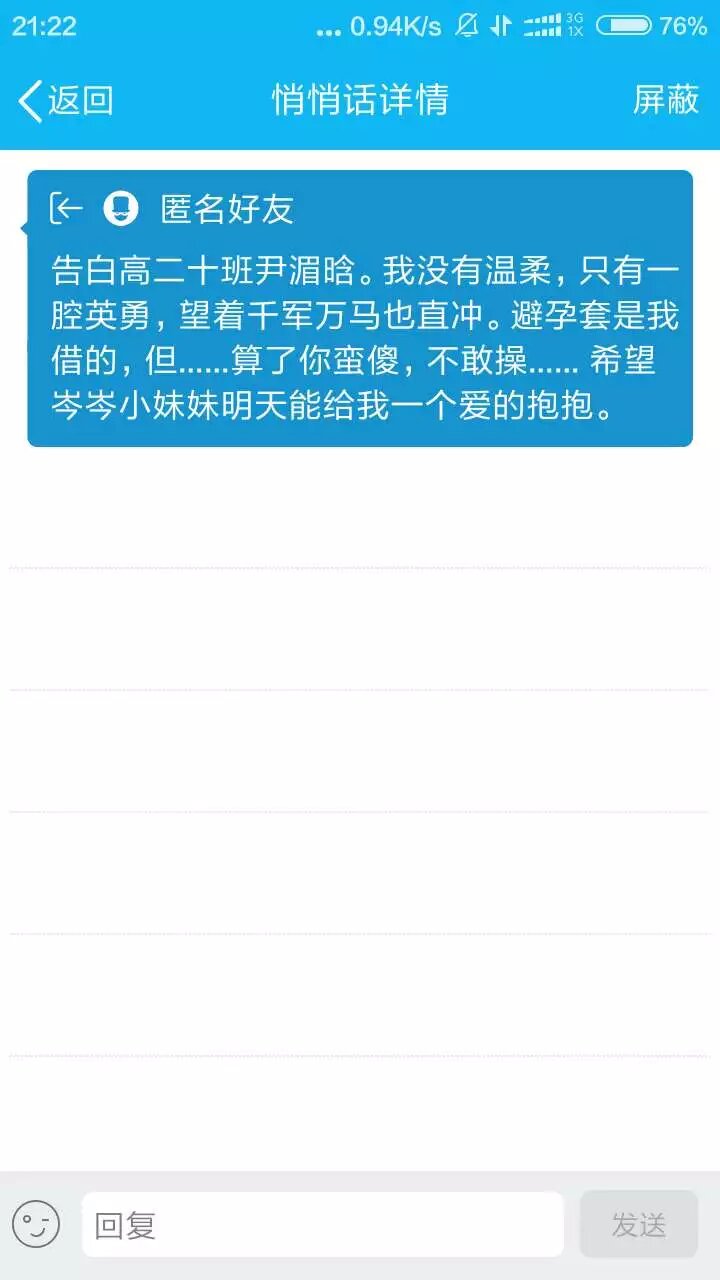 21:22 ... 0.94K/s 3G 1X 76%
返回 悄悄话详情 屏蔽
匿名好友
告白高二十班尹湄晗。我没有温柔，只有一
腔英勇，望着千军万马也直冲。避孕套是我
借的，但……算了你蛮傻，不敢操…… 希望
岑岑小妹妹明天能给我一个爱的抱抱。
回复 发送